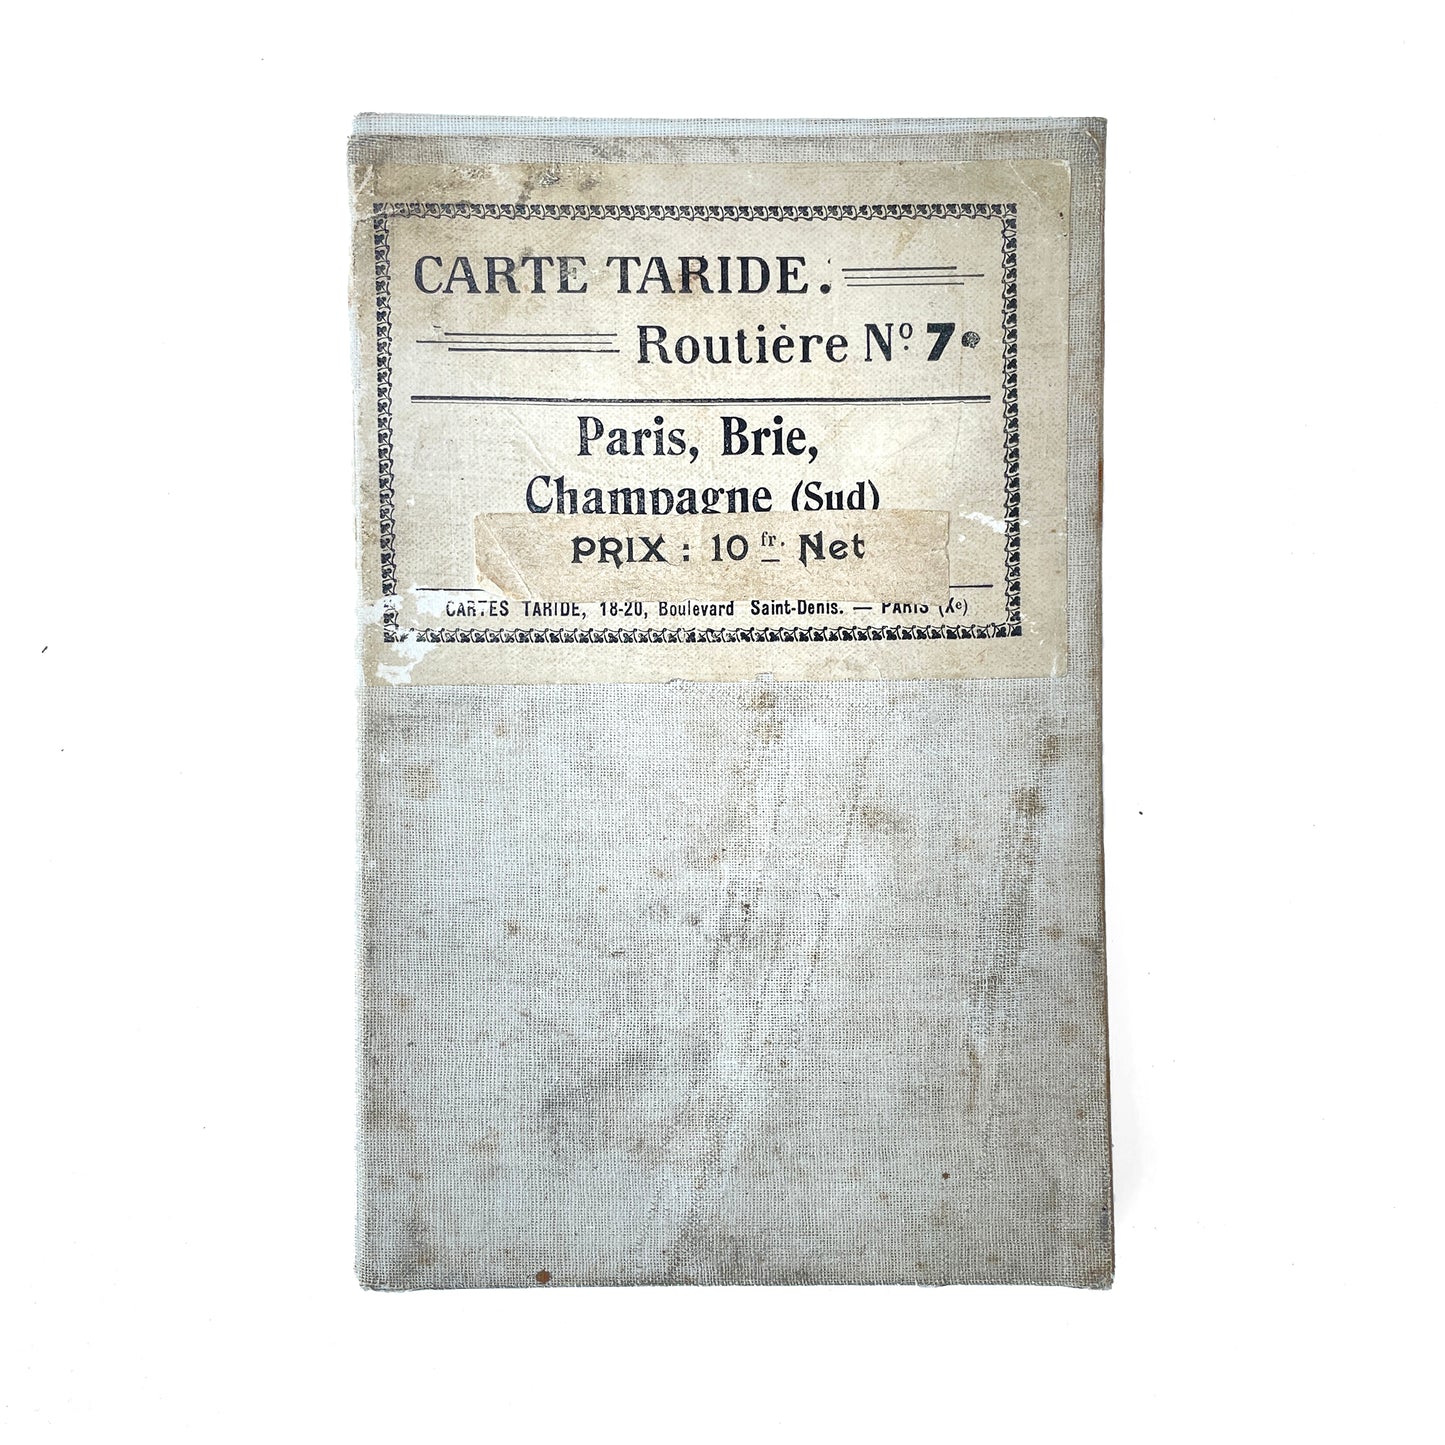 CARTE TARIDE.
Routière Nº 7.
Paris, Brie,
Champagne (Sud)
PRIX : 10 fr. Net
CARTES TARIDE, 18-20, Boulevard Saint-Denis. — PARIS (Xe)